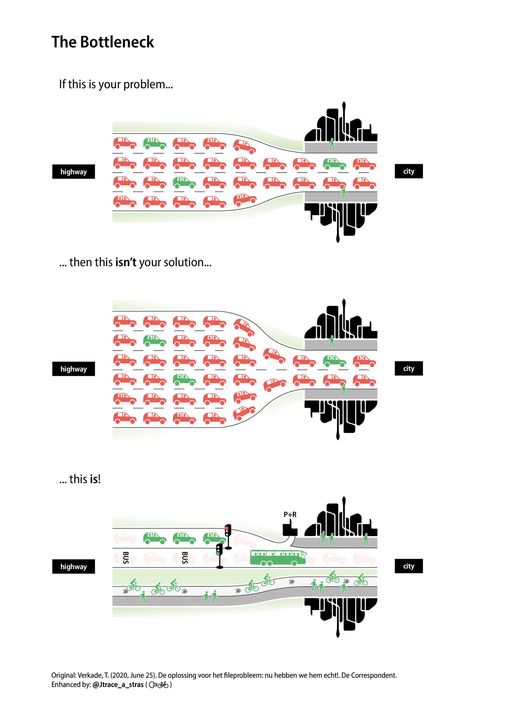 The Bottleneck
If this is your problem...
highway
city
... then this isn't your solution...
highway
city
... this is!
P+R
BUS
BUS
highway
city
Original: Verkade, T. (2020, June 25). De oplossing voor het fileprobleem: nu hebben we hem echt!. De Correspondent.
Enhanced by: @Jtrace_a_stras (